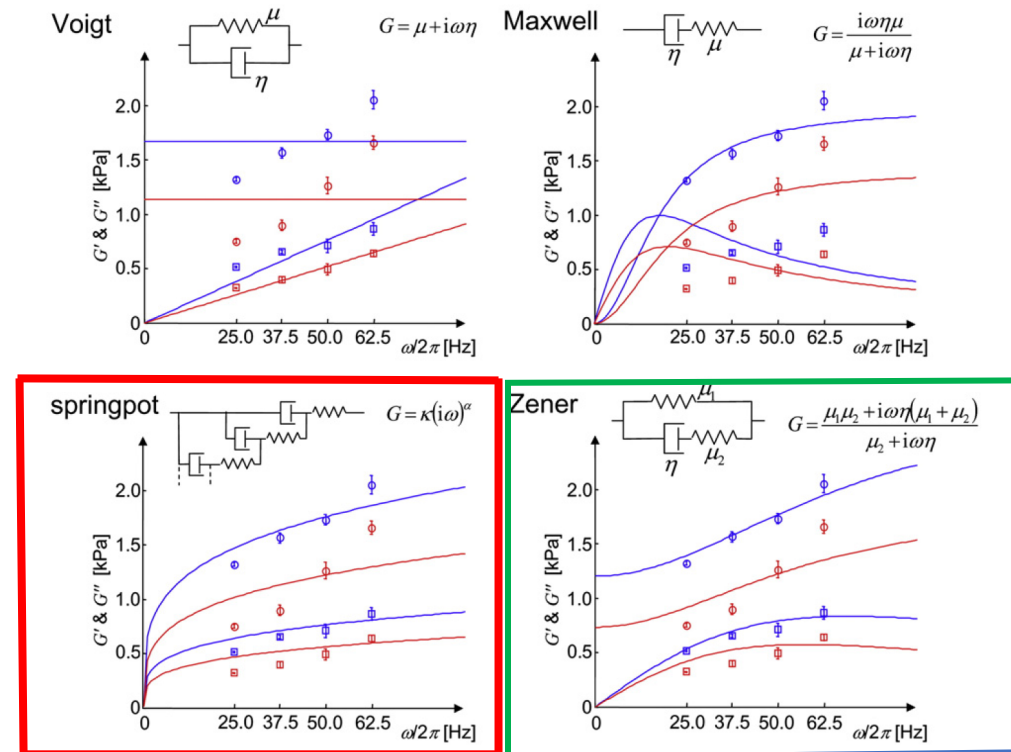 Voigt
μ
η
G = μ + iωη
G′ & G″ [kPa]
2.0
1.5
1.0
0.5
0
0 25.0 37.5 50.0 62.5
ω/2π [Hz]
Maxwell
η μ
G = iωημ / μ + iωη
G′ & G″ [kPa]
2.0
1.5
1.0
0.5
0
0 25.0 37.5 50.0 62.5
ω/2π [Hz]
springpot
G = κ(iω)^α
G′ & G″ [kPa]
2.0
1.5
1.0
0.5
0
0 25.0 37.5 50.0 62.5
ω/2π [Hz]
Zener
μ₁
η μ₂
G = μ₁μ₂ + iωη(μ₁ + μ₂) / μ₂ + iωη
G′ & G″ [kPa]
2.0
1.5
1.0
0.5
0
0 25.0 37.5 50.0 62.5
ω/2π [Hz]